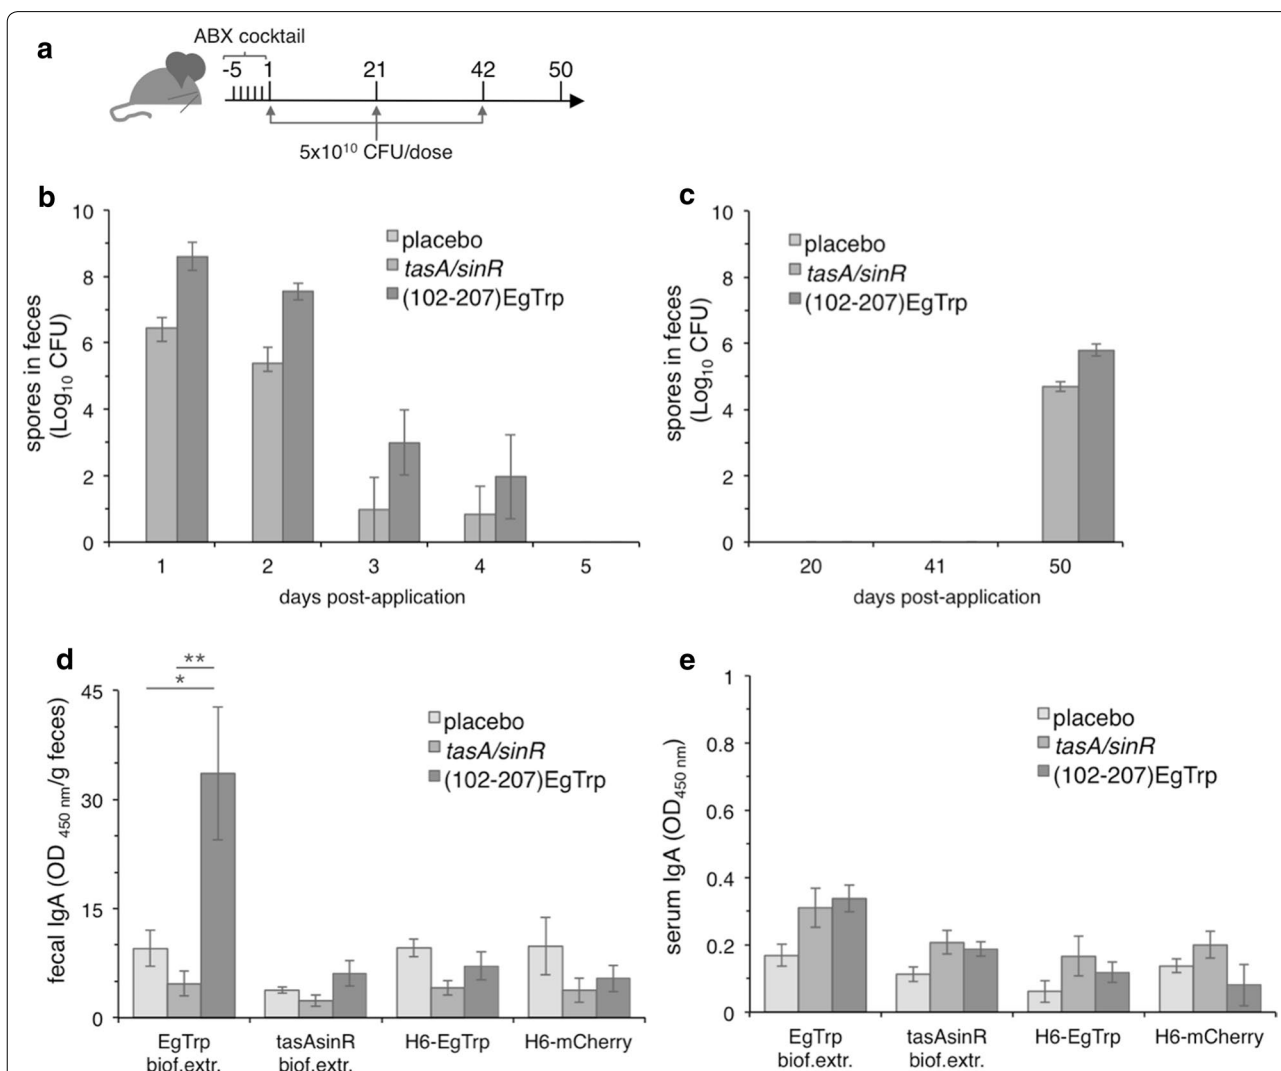 a
ABX cocktail
-5 1 21 42 50
5x10¹⁰ CFU/dose
b
spores in feces
(Log₁₀ CFU)
10
8
6
4
2
0
placebo
tasA/sinR
(102-207)EgTrp
1 2 3 4 5
days post-application
c
spores in feces
(Log₁₀ CFU)
10
8
6
4
2
0
placebo
tasA/sinR
(102-207)EgTrp
20 41 50
days post-application
d
fecal IgA (OD 450 nm/g feces)
45
30
15
0
**
*
placebo
tasA/sinR
(102-207)EgTrp
EgTrp tasAsinR H6-EgTrp H6-mCherry
biof.extr. biof.extr.
e
serum IgA (OD450 nm)
1
0.8
0.6
0.4
0.2
0
placebo
tasA/sinR
(102-207)EgTrp
EgTrp tasAsinR H6-EgTrp H6-mCherry
biof.extr. biof.extr.